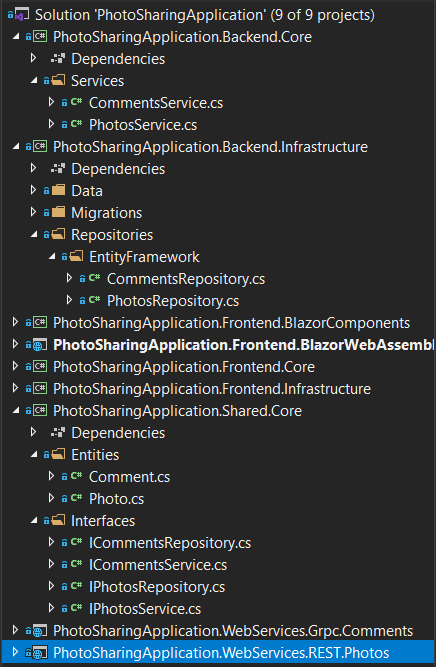 Solution 'PhotoSharingApplication' (9 of 9 projects)
PhotoSharingApplication.Backend.Core
Dependencies
Services
C# CommentsService.cs
C# PhotosService.cs
PhotoSharingApplication.Backend.Infrastructure
Dependencies
Data
Migrations
Repositories
EntityFramework
C# CommentsRepository.cs
C# PhotosRepository.cs
C# PhotoSharingApplication.Frontend.BlazorComponents
PhotoSharingApplication.Frontend.BlazorWebAssembl
C# PhotoSharingApplication.Frontend.Core
C# PhotoSharingApplication.Frontend.Infrastructure
C# PhotoSharingApplication.Shared.Core
Dependencies
Entities
C# Comment.cs
C# Photo.cs
Interfaces
C# ICommentsRepository.cs
C# ICommentsService.cs
C# IPhotosRepository.cs
C# IPhotosService.cs
PhotoSharingApplication.WebServices.Grpc.Comments
PhotoSharingApplication.WebServices.REST.Photos